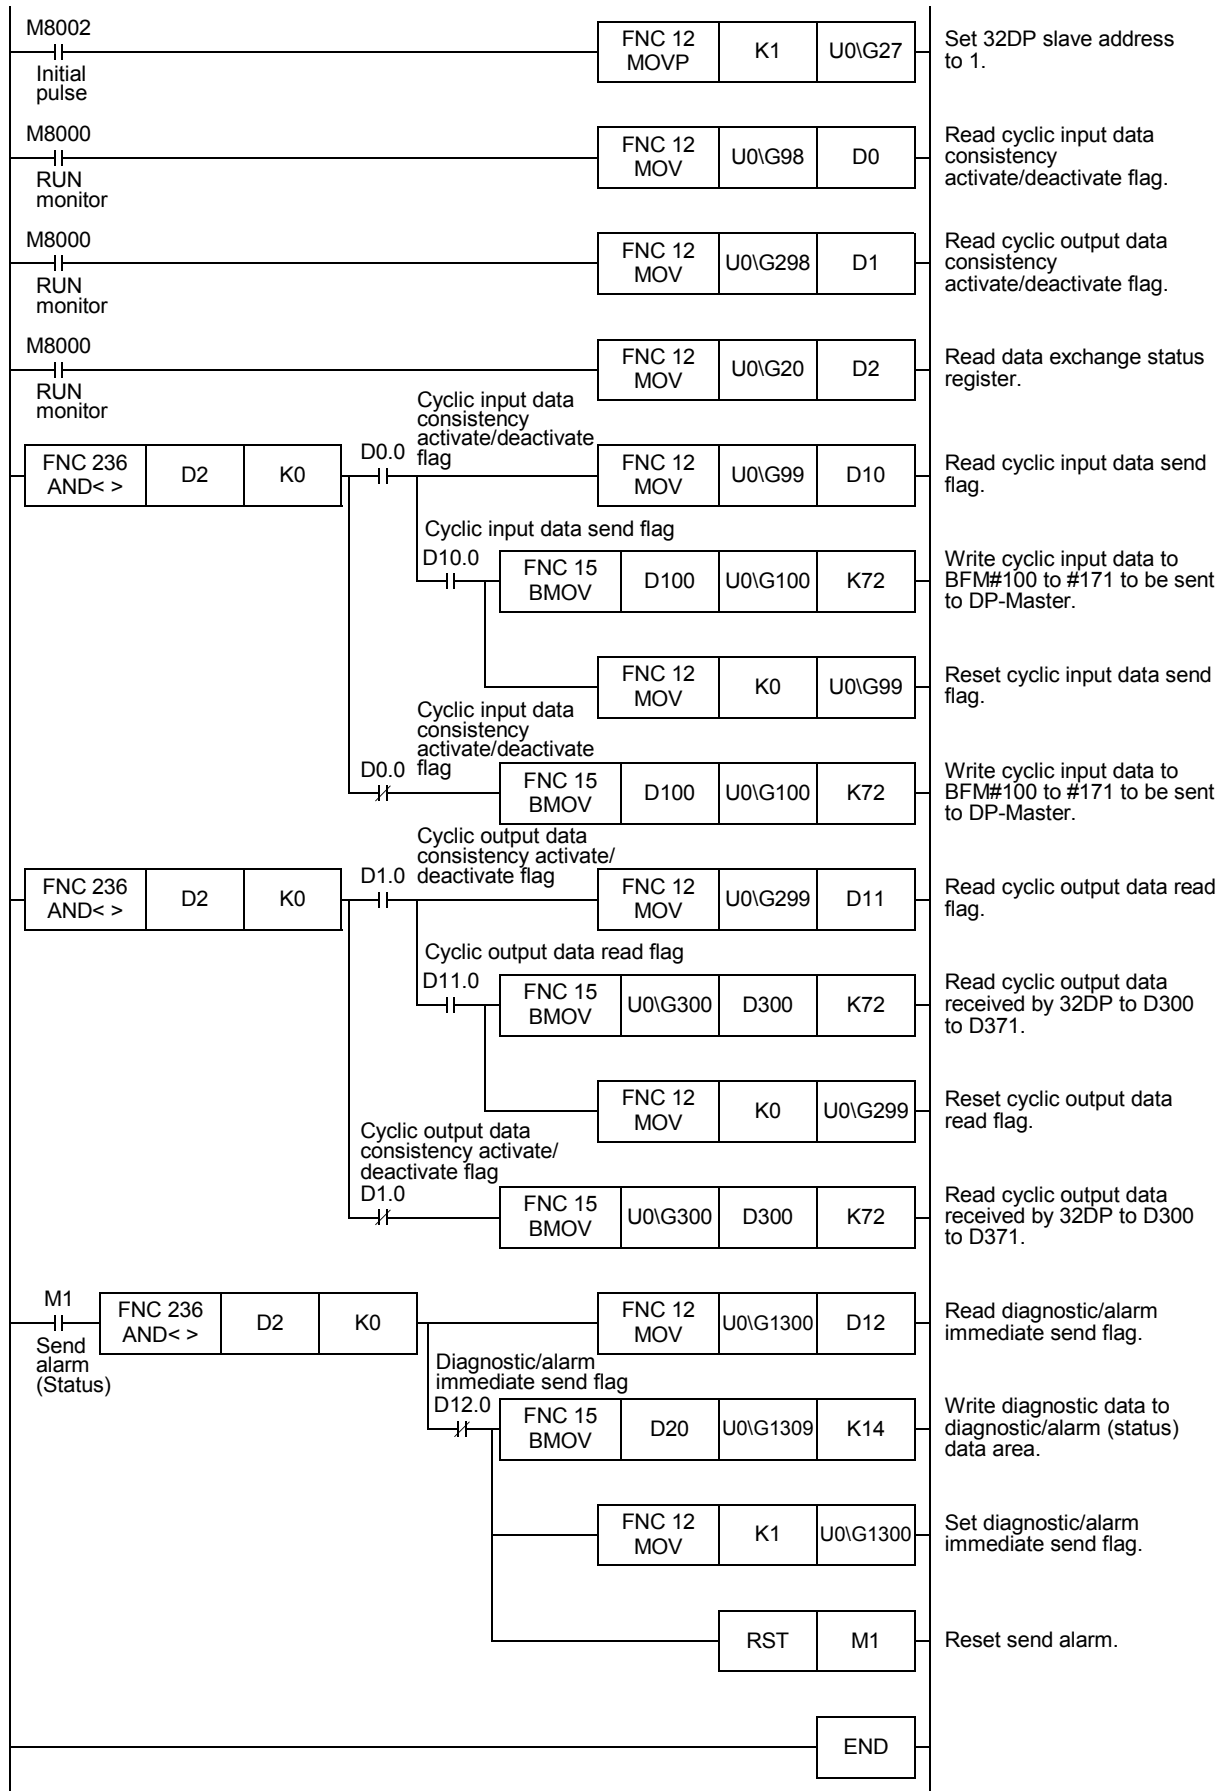 M8002
Initial
pulse
FNC 12
MOVP
K1
U0\G27
Set 32DP slave address
to 1.
M8000
RUN
monitor
FNC 12
MOV
U0\G98
D0
Read cyclic input data
consistency
activate/deactivate flag.
M8000
RUN
monitor
FNC 12
MOV
U0\G298
D1
Read cyclic output data
consistency
activate/deactivate flag.
M8000
RUN
monitor
FNC 12
MOV
U0\G20
D2
Read data exchange status
register.
FNC 236
AND< >
D2
K0
D0.0
Cyclic input data
consistency
activate/deactivate
flag
FNC 12
MOV
U0\G99
D10
Read cyclic input data send
flag.
Cyclic input data send flag
D10.0
FNC 15
BMOV
D100
U0\G100
K72
Write cyclic input data to
BFM#100 to #171 to be sent
to DP-Master.
FNC 12
MOV
K0
U0\G99
Reset cyclic input data send
flag.
Cyclic input data
consistency
activate/deactivate
flag
D0.0
FNC 15
BMOV
D100
U0\G100
K72
Write cyclic input data to
BFM#100 to #171 to be sent
to DP-Master.
FNC 236
AND< >
D2
K0
D1.0
Cyclic output data
consistency activate/
deactivate flag
FNC 12
MOV
U0\G299
D11
Read cyclic output data read
flag.
Cyclic output data read flag
D11.0
FNC 15
BMOV
U0\G300
D300
K72
Read cyclic output data
received by 32DP to D300
to D371.
FNC 12
MOV
K0
U0\G299
Reset cyclic output data
read flag.
Cyclic output data
consistency activate/
deactivate flag
D1.0
FNC 15
BMOV
U0\G300
D300
K72
Read cyclic output data
received by 32DP to D300
to D371.
M1
Send
alarm
(Status)
FNC 236
AND< >
D2
K0
FNC 12
MOV
U0\G1300
D12
Read diagnostic/alarm
immediate send flag.
Diagnostic/alarm
immediate send flag
D12.0
FNC 15
BMOV
D20
U0\G1309
K14
Write diagnostic data to
diagnostic/alarm (status)
data area.
FNC 12
MOV
K1
U0\G1300
Set diagnostic/alarm
immediate send flag.
RST
M1
Reset send alarm.
END